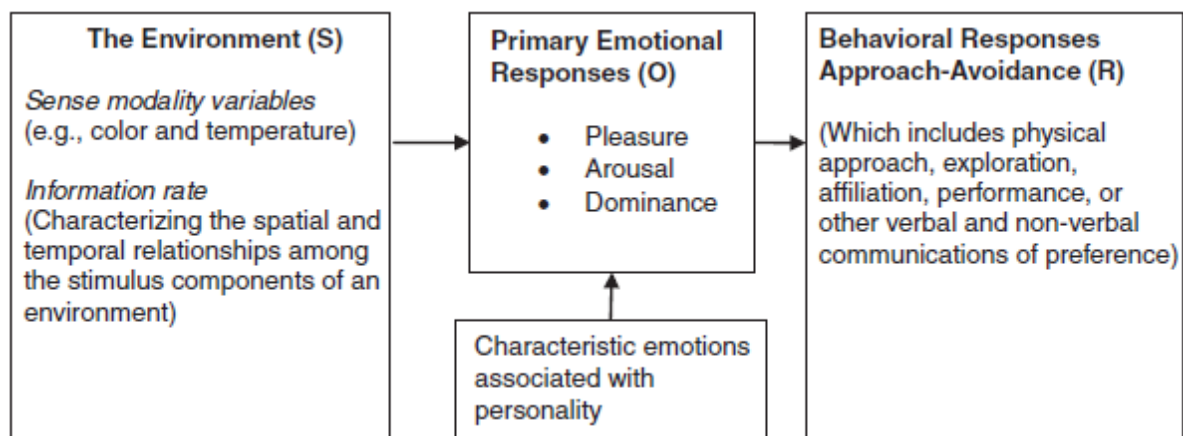 The Environment (S)
Sense modality variables
(e.g., color and temperature)
Information rate
(Characterizing the spatial and
temporal relationships among
the stimulus components of an
environment)
Primary Emotional
Responses (O)
• Pleasure
• Arousal
• Dominance
Characteristic emotions
associated with
personality
Behavioral Responses
Approach-Avoidance (R)
(Which includes physical
approach, exploration,
affiliation, performance, or
other verbal and non-verbal
communications of preference)